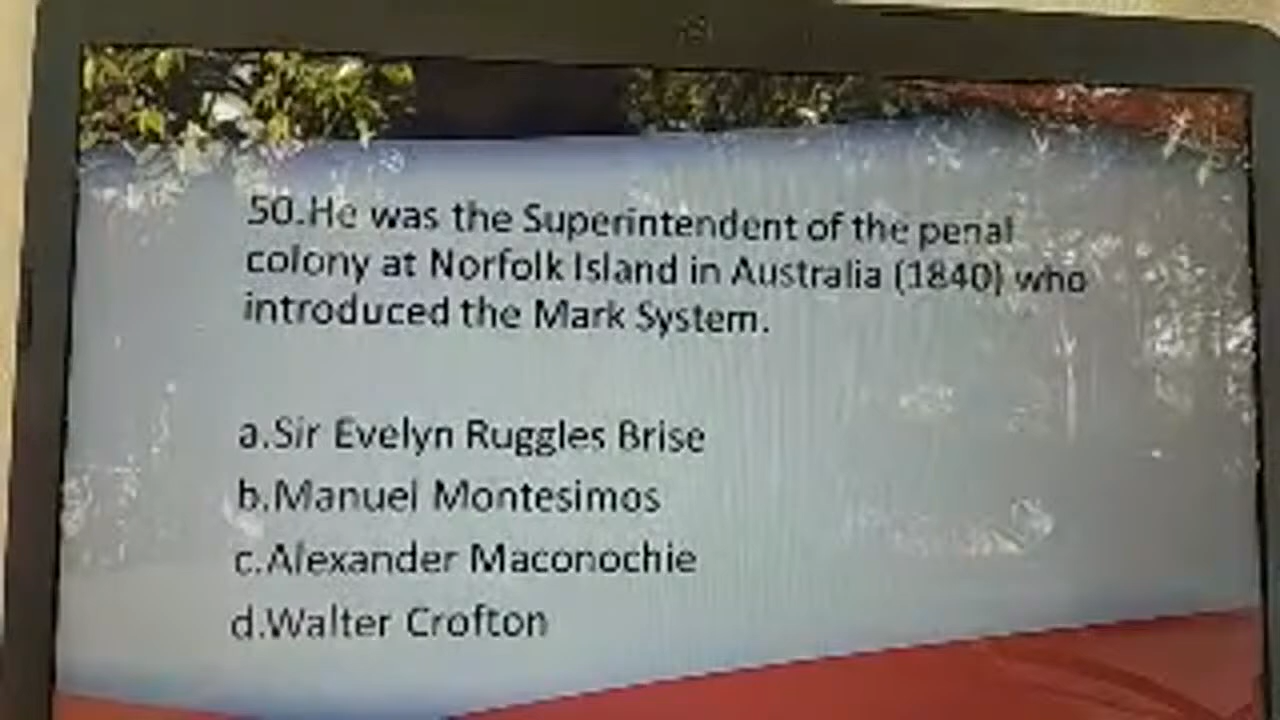 50.He was the Superintendent of the penal
colony at Norfolk Island in Australia (1840) who
introduced the Mark System.
a.Sir Evelyn Ruggles Brise
b.Manuel Montesimos
c.Alexander Maconochie
d.Walter Crofton